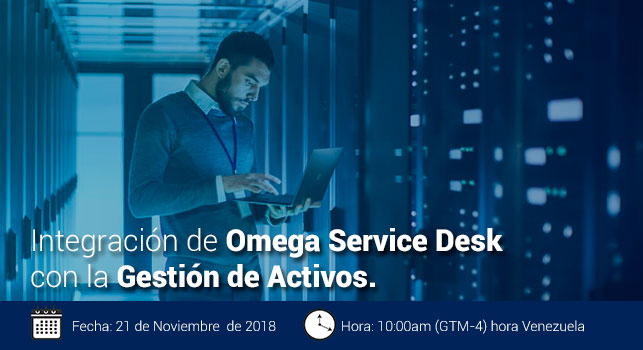 Integración de Omega Service Desk
con la Gestión de Activos.
Fecha: 21 de Noviembre de 2018
Hora: 10:00am (GTM-4) hora Venezuela